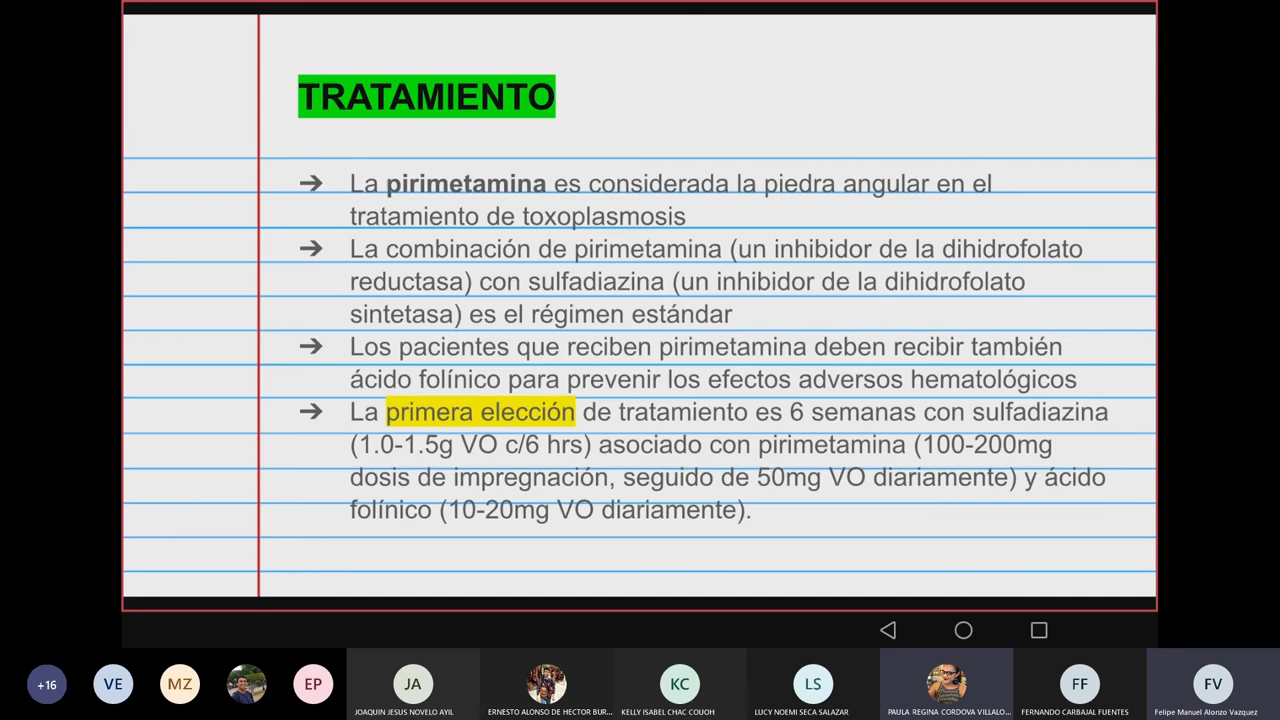 TRATAMIENTO
➔ La pirimetamina es considerada la piedra angular en el
tratamiento de toxoplasmosis
➔ La combinación de pirimetamina (un inhibidor de la dihidrofolato
reductasa) con sulfadiazina (un inhibidor de la dihidrofolato
sintetasa) es el régimen estándar
➔ Los pacientes que reciben pirimetamina deben recibir también
ácido folínico para prevenir los efectos adversos hematológicos
➔ La primera elección de tratamiento es 6 semanas con sulfadiazina
(1.0-1.5g VO c/6 hrs) asociado con pirimetamina (100-200mg
dosis de impregnación, seguido de 50mg VO diariamente) y ácido
folínico (10-20mg VO diariamente).
+16 VE MZ EP JA KC LS FF FV
JOAQUIN JESUS NOVELO AYIL ERNESTO ALONSO DE HECTOR BUR... KELLY ISABEL CHAC COUOH LUCY NOEMI SECA SALAZAR PAULA REGINA CORDOVA VILLALO... FERNANDO CARBAJAL FUENTES Felipe Manuel Alonzo Vazquez